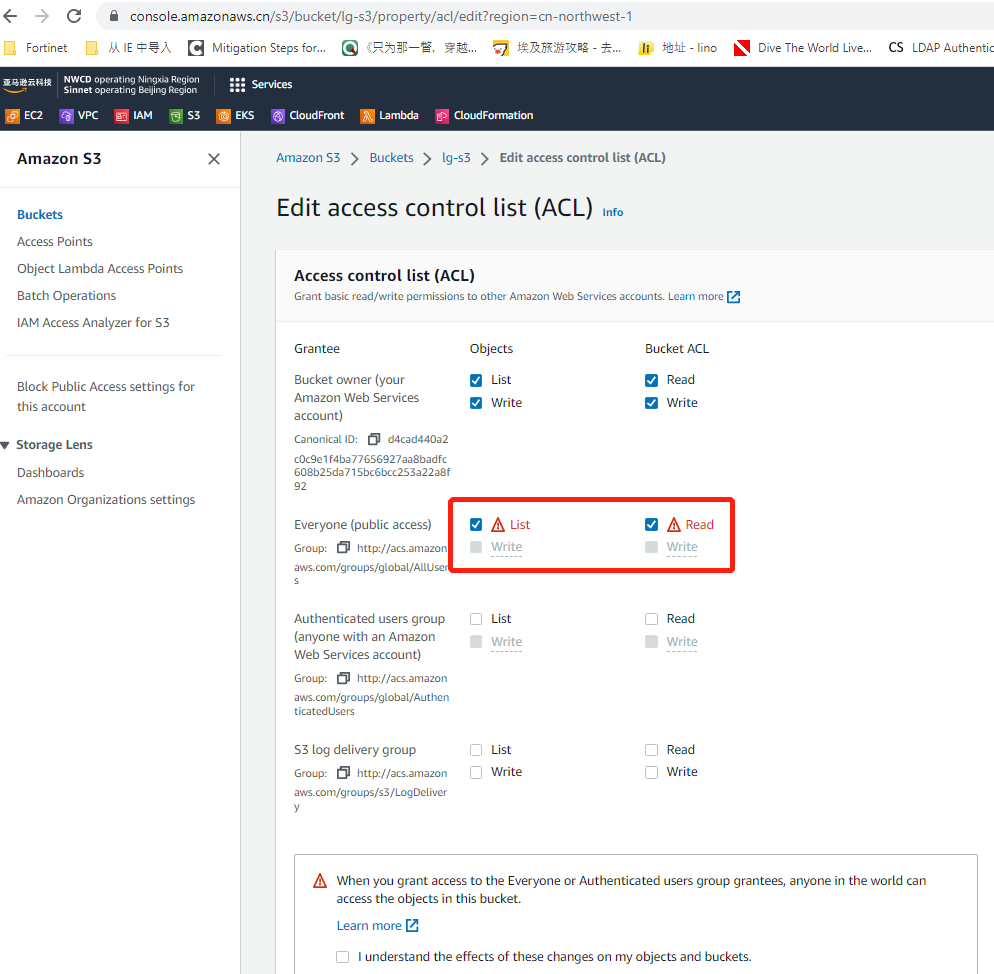 console.amazonaws.cn/s3/bucket/lg-s3/property/acl/edit?region=cn-northwest-1
Fortinet
从 IE 中导入
Mitigation Steps for...
《只为那一瞥，穿越...
埃及旅游攻略 - 去...
地址 - lino
Dive The World Live...
CS LDAP Authentic
亚马逊云科技
NWCD operating Ningxia Region
Sinnet operating Beijing Region
Services
EC2
VPC
IAM
S3
EKS
CloudFront
Lambda
CloudFormation
Amazon S3
Buckets
Access Points
Object Lambda Access Points
Batch Operations
IAM Access Analyzer for S3
Block Public Access settings for
this account
Storage Lens
Dashboards
Amazon Organizations settings
Amazon S3 > Buckets > lg-s3 > Edit access control list (ACL)
Edit access control list (ACL) Info
Access control list (ACL)
Grant basic read/write permissions to other Amazon Web Services accounts. Learn more
Grantee
Objects
Bucket ACL
Bucket owner (your
Amazon Web Services
account)
Canonical ID: d4cad440a2
c0c9e1f4ba77656927aa8badfc
608b25da715bc6bcc253a22a8f
92
List
Write
Read
Write
Everyone (public access)
Group: http://acs.amazon
aws.com/groups/global/AllUser
s
List
Write
Read
Write
Authenticated users group
(anyone with an Amazon
Web Services account)
Group: http://acs.amazon
aws.com/groups/global/Authen
ticatedUsers
List
Write
Read
Write
S3 log delivery group
Group: http://acs.amazon
aws.com/groups/s3/LogDeliver
y
List
Write
Read
Write
When you grant access to the Everyone or Authenticated users group grantees, anyone in the world can
access the objects in this bucket.
Learn more
I understand the effects of these changes on my objects and buckets.